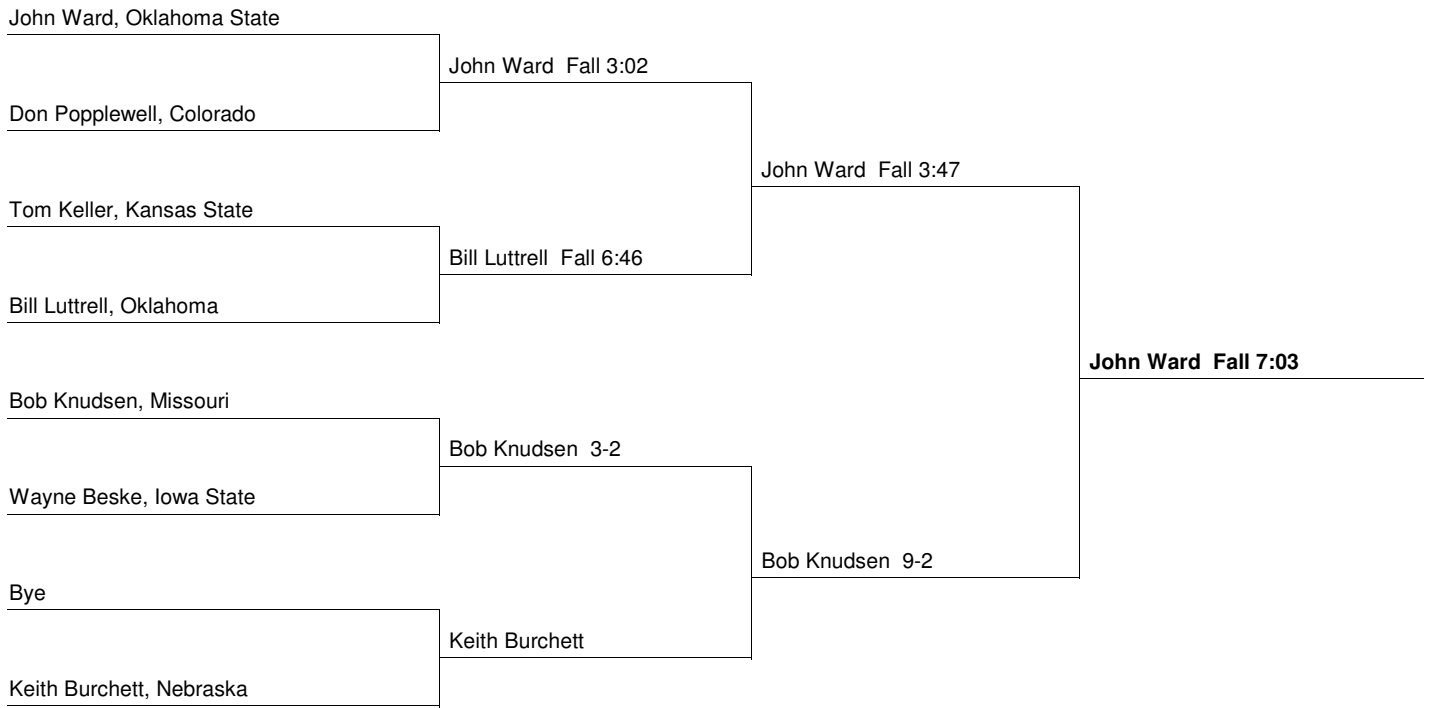 John Ward, Oklahoma State
John Ward  Fall 3:02
Don Popplewell, Colorado
John Ward  Fall 3:47
Tom Keller, Kansas State
Bill Luttrell  Fall 6:46
Bill Luttrell, Oklahoma
John Ward  Fall 7:03
Bob Knudsen, Missouri
Bob Knudsen  3-2
Wayne Beske, Iowa State
Bob Knudsen  9-2
Bye
Keith Burchett
Keith Burchett, Nebraska